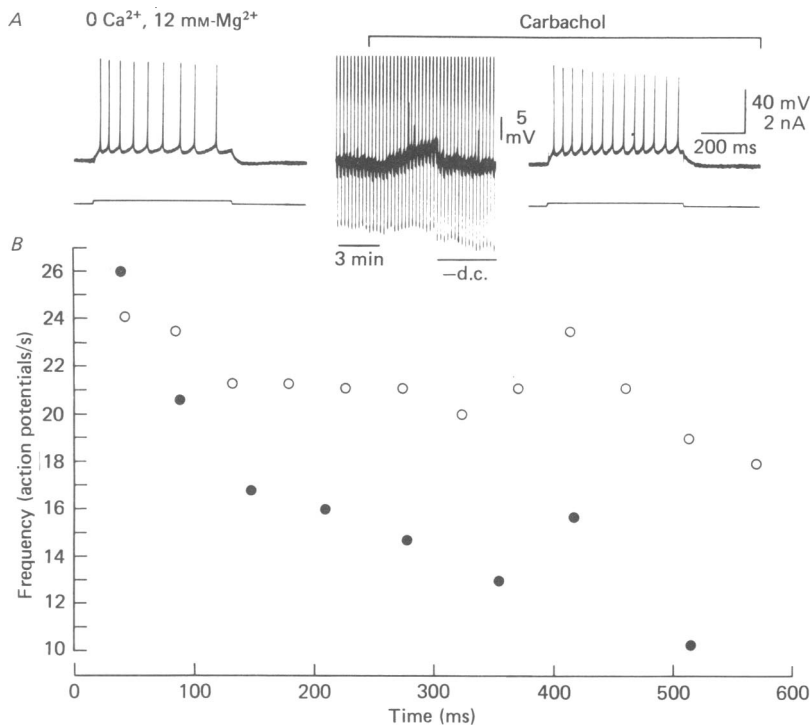 A
0 Ca²⁺, 12 mM-Mg²⁺
Carbachol
5
mV
40 mV
2 nA
200 ms
3 min
−d.c.
B
Frequency (action potentials/s)
26
24
22
20
18
16
14
12
10
0
100
200
300
400
500
600
Time (ms)